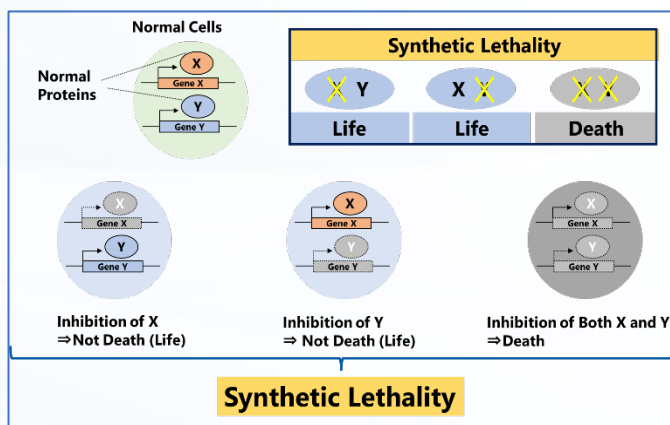 Normal Cells
X
Gene X
Normal
Proteins
Y
Gene Y
Synthetic Lethality
X Y
X Y
X Y
Life
Life
Death
X
Gene X
Y
Gene Y
X
Gene X
Y
Gene Y
X
Gene X
Y
Gene Y
Inhibition of X
⇒Not Death (Life)
Inhibition of Y
⇒ Not Death (Life)
Inhibition of Both X and Y
⇒Death
Synthetic Lethality